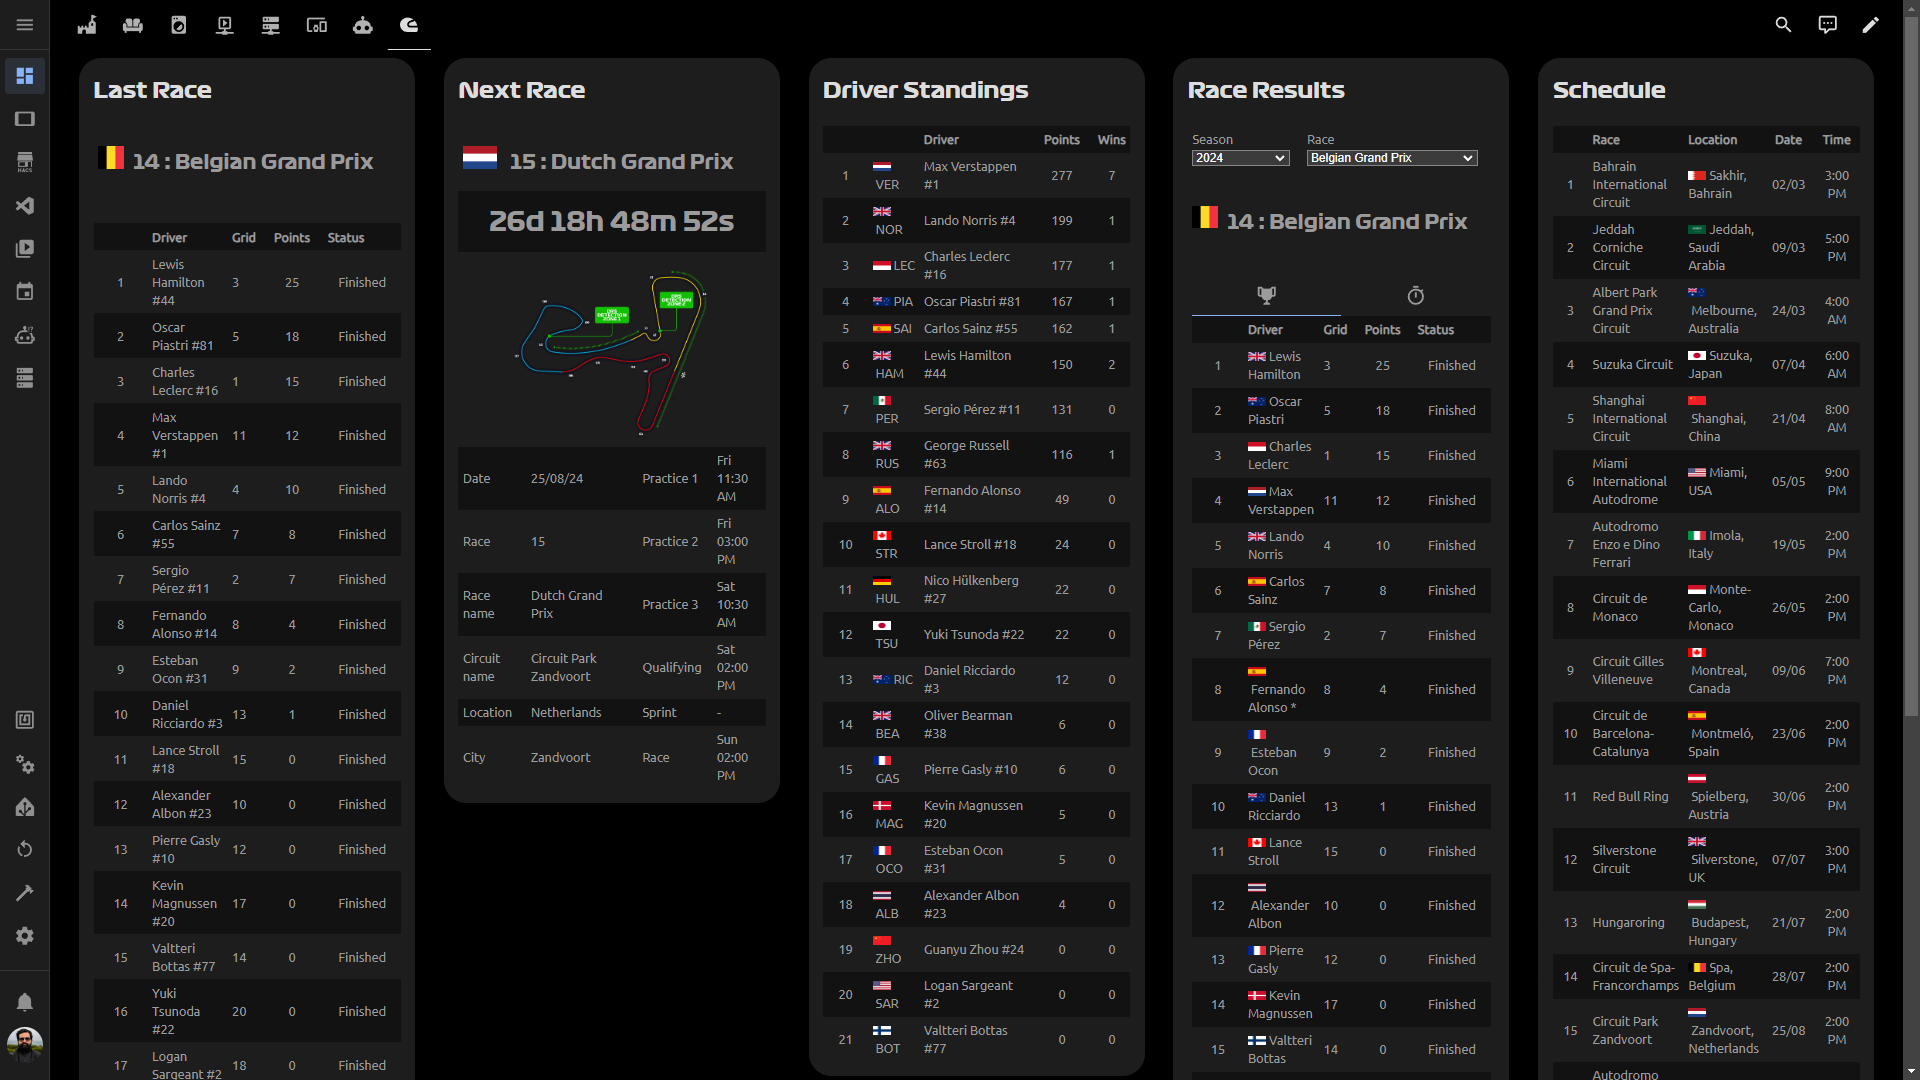 HACS
Last Race
14 : Belgian Grand Prix
Driver Grid Points Status
1 Lewis Hamilton #44 3 25 Finished
2 Oscar Piastri #81 5 18 Finished
3 Charles Leclerc #16 1 15 Finished
4 Max Verstappen #1 11 12 Finished
5 Lando Norris #4 4 10 Finished
6 Carlos Sainz #55 7 8 Finished
7 Sergio Pérez #11 2 7 Finished
8 Fernando Alonso #14 8 4 Finished
9 Esteban Ocon #31 9 2 Finished
10 Daniel Ricciardo #3 13 1 Finished
11 Lance Stroll #18 15 0 Finished
12 Alexander Albon #23 10 0 Finished
13 Pierre Gasly #10 12 0 Finished
14 Kevin Magnussen #20 17 0 Finished
15 Valtteri Bottas #77 14 0 Finished
16 Yuki Tsunoda #22 20 0 Finished
17 Logan Sargeant #2 18 0 Finished
Next Race
15 : Dutch Grand Prix
26d 18h 48m 52s
DRS DETECTION ZONE 1
DRS DETECTION ZONE 2
Date 25/08/24 Practice 1 Fri 11:30 AM
Race 15 Practice 2 Fri 03:00 PM
Race name Dutch Grand Prix Practice 3 Sat 10:30 AM
Circuit name Circuit Park Zandvoort Qualifying Sat 02:00 PM
Location Netherlands Sprint -
City Zandvoort Race Sun 02:00 PM
Driver Standings
Driver Points Wins
1 VER Max Verstappen #1 277 7
2 NOR Lando Norris #4 199 1
3 LEC Charles Leclerc #16 177 1
4 PIA Oscar Piastri #81 167 1
5 SAI Carlos Sainz #55 162 1
6 HAM Lewis Hamilton #44 150 2
7 PER Sergio Pérez #11 131 0
8 RUS George Russell #63 116 1
9 ALO Fernando Alonso #14 49 0
10 STR Lance Stroll #18 24 0
11 HUL Nico Hülkenberg #27 22 0
12 TSU Yuki Tsunoda #22 22 0
13 RIC Daniel Ricciardo #3 12 0
14 BEA Oliver Bearman #38 6 0
15 GAS Pierre Gasly #10 6 0
16 MAG Kevin Magnussen #20 5 0
17 OCO Esteban Ocon #31 5 0
18 ALB Alexander Albon #23 4 0
19 ZHO Guanyu Zhou #24 0 0
20 SAR Logan Sargeant #2 0 0
21 BOT Valtteri Bottas #77 0 0
Race Results
Season Race
2024 Belgian Grand Prix
14 : Belgian Grand Prix
Driver Grid Points Status
1 Lewis Hamilton 3 25 Finished
2 Oscar Piastri 5 18 Finished
3 Charles Leclerc 1 15 Finished
4 Max Verstappen 11 12 Finished
5 Lando Norris 4 10 Finished
6 Carlos Sainz 7 8 Finished
7 Sergio Pérez 2 7 Finished
8 Fernando Alonso * 8 4 Finished
9 Esteban Ocon 9 2 Finished
10 Daniel Ricciardo 13 1 Finished
11 Lance Stroll 15 0 Finished
12 Alexander Albon 10 0 Finished
13 Pierre Gasly 12 0 Finished
14 Kevin Magnussen 17 0 Finished
15 Valtteri Bottas 14 0 Finished
Schedule
Race Location Date Time
1 Bahrain International Circuit Sakhir, Bahrain 02/03 3:00 PM
2 Jeddah Corniche Circuit Jeddah, Saudi Arabia 09/03 5:00 PM
3 Albert Park Grand Prix Circuit Melbourne, Australia 24/03 4:00 AM
4 Suzuka Circuit Suzuka, Japan 07/04 6:00 AM
5 Shanghai International Circuit Shanghai, China 21/04 8:00 AM
6 Miami International Autodrome Miami, USA 05/05 9:00 PM
7 Autodromo Enzo e Dino Ferrari Imola, Italy 19/05 2:00 PM
8 Circuit de Monaco Monte-Carlo, Monaco 26/05 2:00 PM
9 Circuit Gilles Villeneuve Montreal, Canada 09/06 7:00 PM
10 Circuit de Barcelona-Catalunya Montmeló, Spain 23/06 2:00 PM
11 Red Bull Ring Spielberg, Austria 30/06 2:00 PM
12 Silverstone Circuit Silverstone, UK 07/07 3:00 PM
13 Hungaroring Budapest, Hungary 21/07 2:00 PM
14 Circuit de Spa-Francorchamps Spa, Belgium 28/07 2:00 PM
15 Circuit Park Zandvoort Zandvoort, Netherlands 25/08 2:00 PM
Autodromo